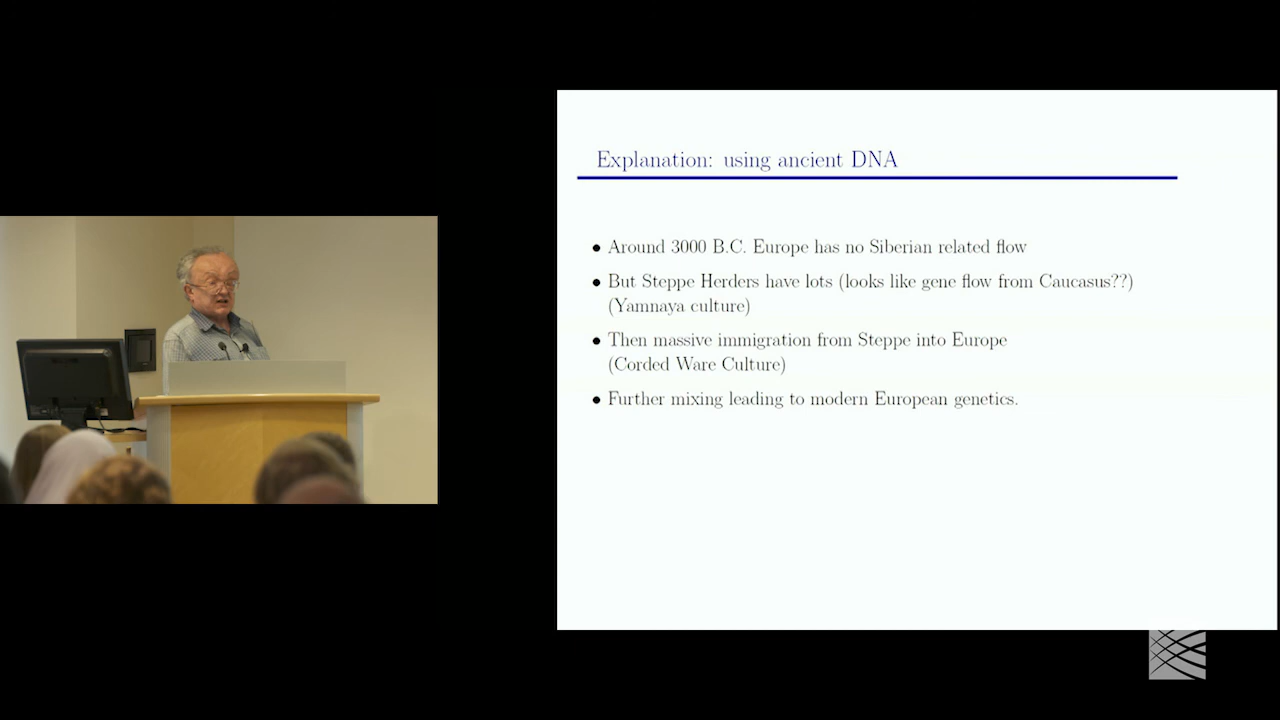 Explanation: using ancient DNA
• Around 3000 B.C. Europe has no Siberian related flow
• But Steppe Herders have lots (looks like gene flow from Caucasus??)
(Yamnaya culture)
• Then massive immigration from Steppe into Europe
(Corded Ware Culture)
• Further mixing leading to modern European genetics.